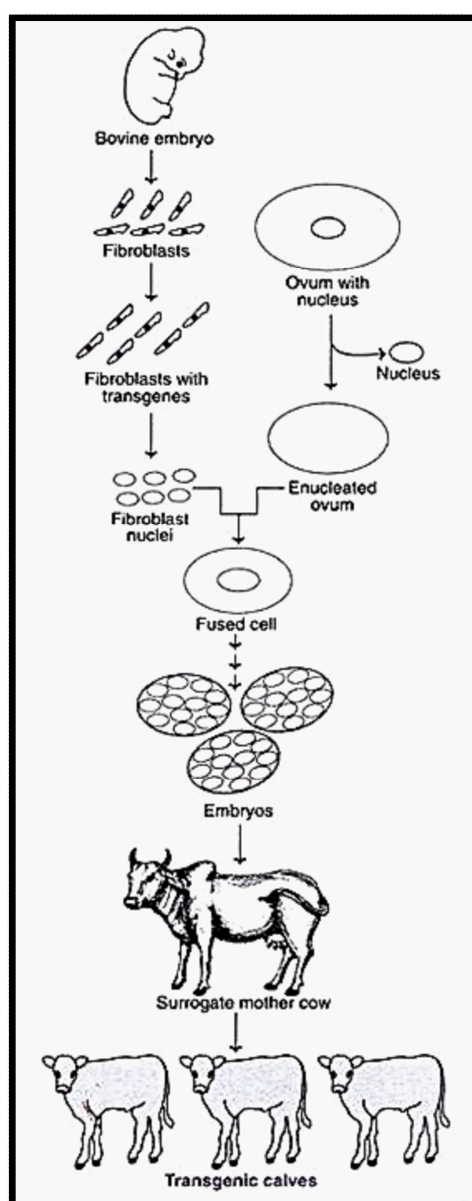 Bovine embryo
Fibroblasts
Ovum with
nucleus
Nucleus
Fibroblasts with
transgenes
Enucleated
ovum
Fibroblast
nuclei
Fused cell
Embryos
Surrogate mother cow
Transgenic calves